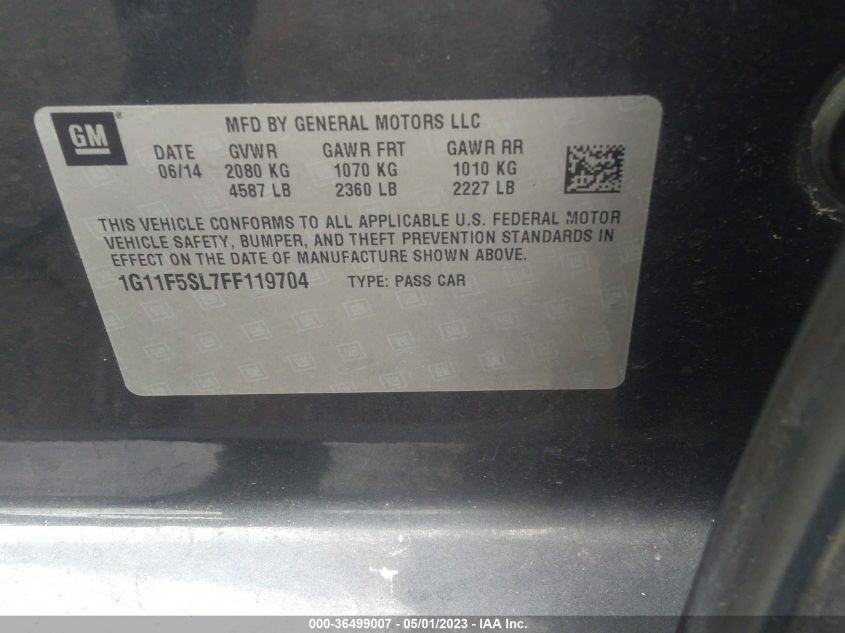 GM
MFD BY GENERAL MOTORS LLC
DATE GVWR GAWR FRT GAWR RR
06/14 2080 KG 1070 KG 1010 KG
4587 LB 2360 LB 2227 LB
THIS VEHICLE CONFORMS TO ALL APPLICABLE U.S. FEDERAL MOTOR
VEHICLE SAFETY, BUMPER, AND THEFT PREVENTION STANDARDS IN
EFFECT ON THE DATE OF MANUFACTURE SHOWN ABOVE.
1G11F5SL7FF119704 TYPE: PASS CAR
000-36499007 - 05/01/2023 - IAA Inc.